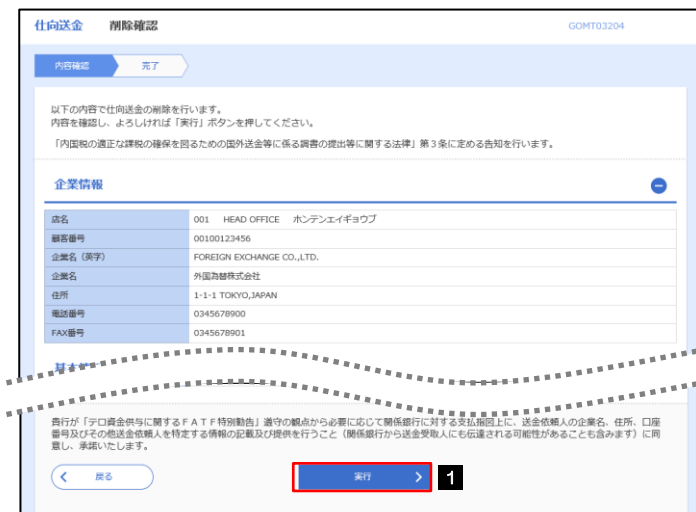 仕向送金 削除確認 GOMT03204
内容確認 完了
以下の内容で仕向送金の削除を行います。
内容を確認し、よろしければ「実行」ボタンを押してください。
「内国税の適正な課税の確保を図るための国外送金等に係る調書の提出等に関する法律」第３条に定める告知を行います。
企業情報
店名 001 HEAD OFFICE ホンテンエイギョウブ
顧客番号 00100123456
企業名（英字） FOREIGN EXCHANGE CO.,LTD.
企業名 外国為替株式会社
住所 1-1-1 TOKYO,JAPAN
電話番号 0345678900
FAX番号 0345678901
基本
貴行が「テロ資金供与に関するＦＡＴＦ特別勧告」遵守の観点から必要に応じて関係銀行に対する支払指図上に、送金依頼人の企業名、住所、口座
番号及びその他送金依頼人を特定する情報の記載及び提供を行うこと（関係銀行から送金受取人にも伝達される可能性があることも含みます）に同
意し、承諾いたします。
戻る 実行 1